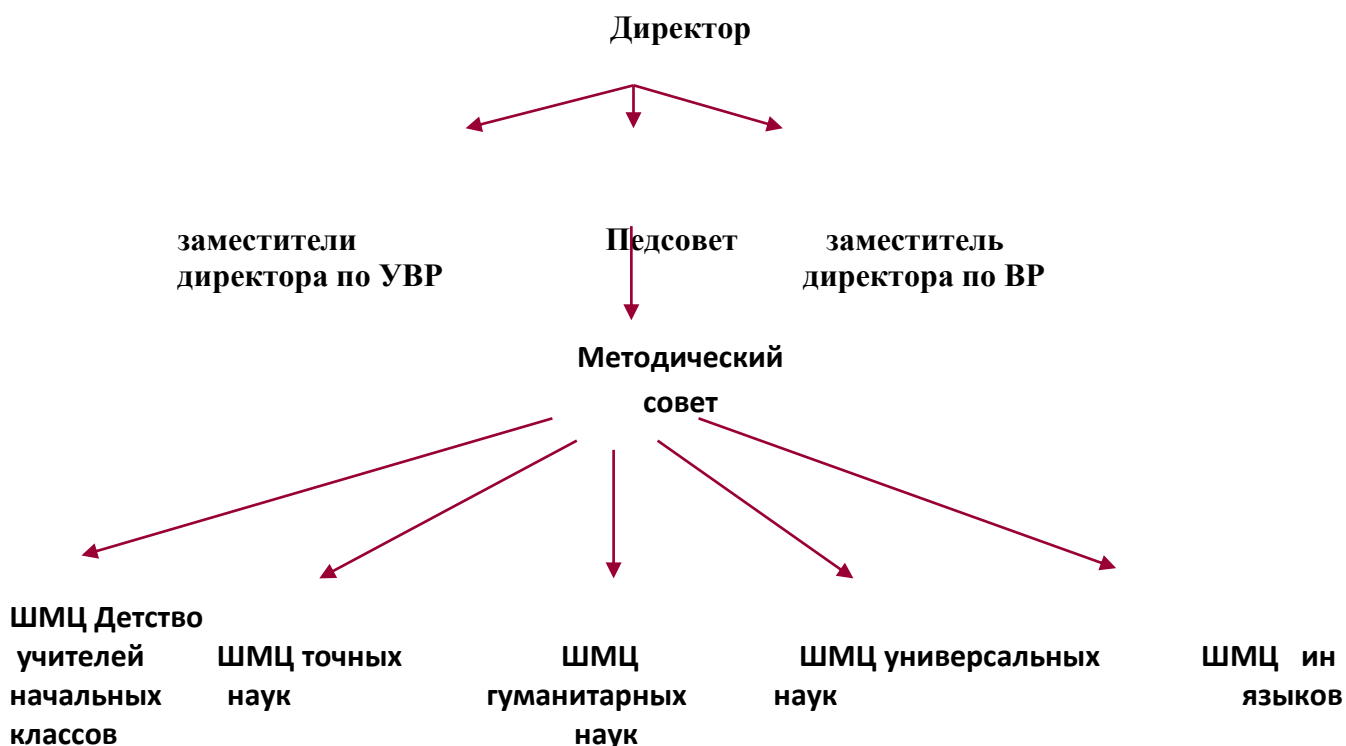 Директор
заместители Педсовет заместитель
директора по УВР директора по ВР
Методический
совет
ШМЦ Детство
учителей ШМЦ точных ШМЦ ШМЦ универсальных ШМЦ ин
начальных наук гуманитарных наук языков
классов наук